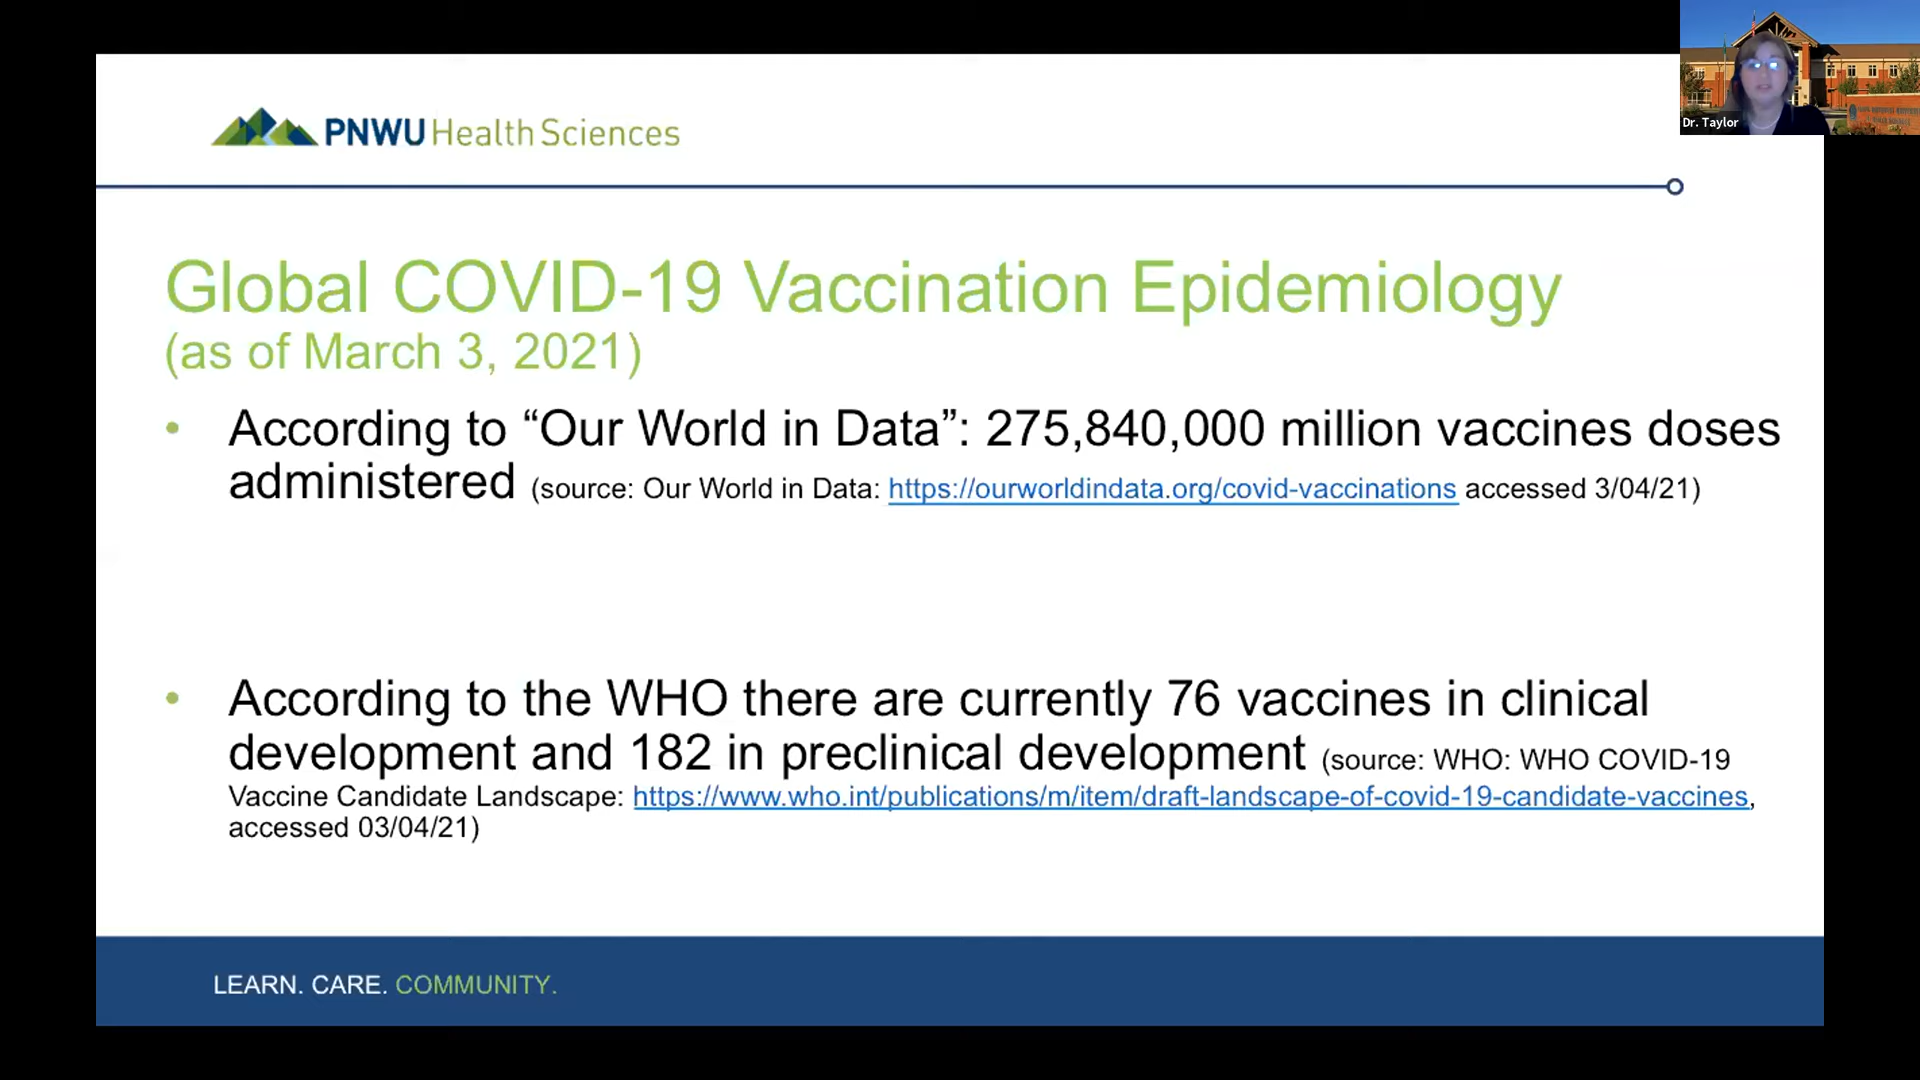 Dr. Taylor
PNWU Health Sciences
Global COVID-19 Vaccination Epidemiology
(as of March 3, 2021)
• According to “Our World in Data”: 275,840,000 million vaccines doses
administered (source: Our World in Data: https://ourworldindata.org/covid-vaccinations accessed 3/04/21)
• According to the WHO there are currently 76 vaccines in clinical
development and 182 in preclinical development (source: WHO: WHO COVID-19
Vaccine Candidate Landscape: https://www.who.int/publications/m/item/draft-landscape-of-covid-19-candidate-vaccines,
accessed 03/04/21)
LEARN. CARE. COMMUNITY.